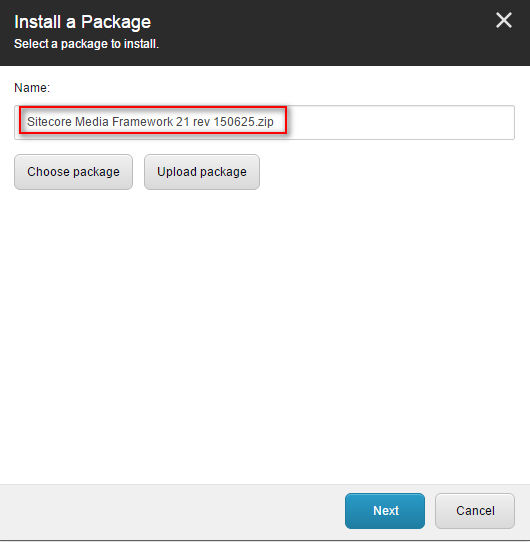 Install a Package
Select a package to install.
Name:
Sitecore Media Framework 21 rev 150625.zip
Choose package
Upload package
Next
Cancel